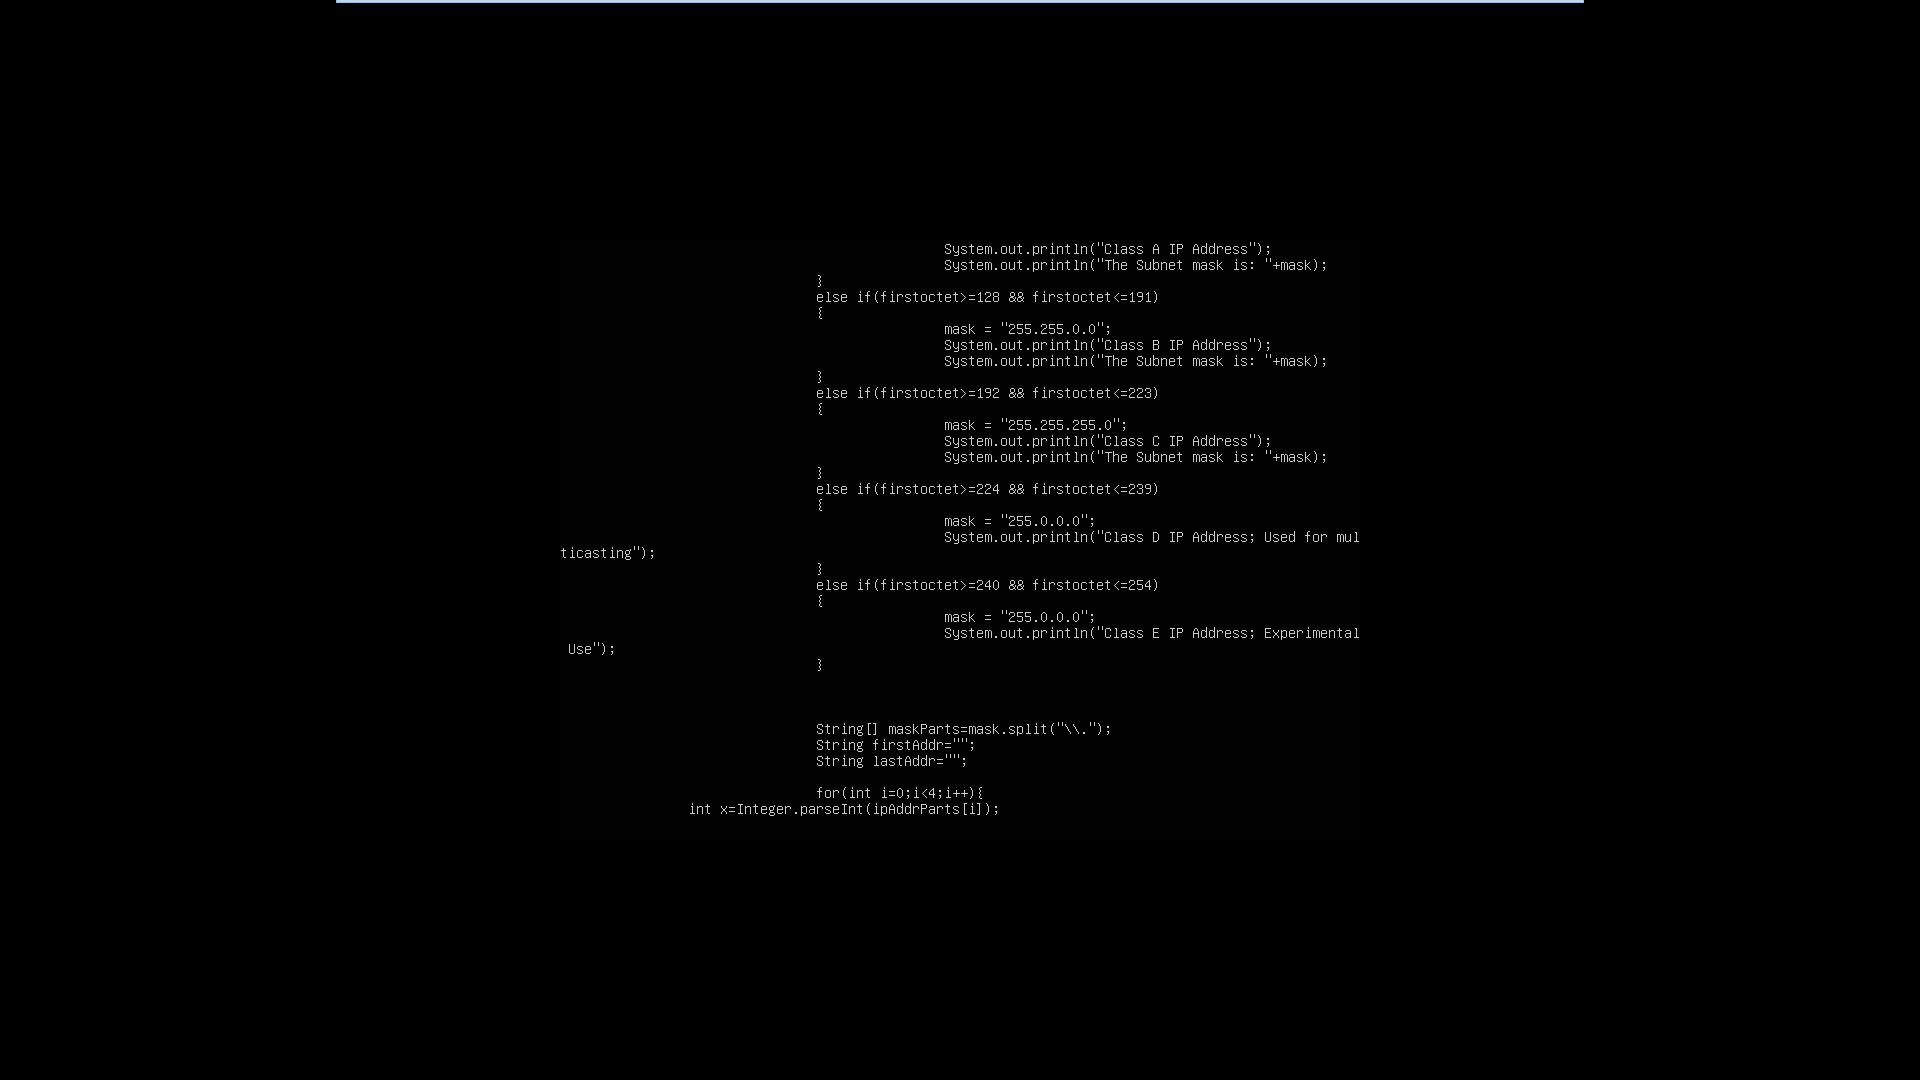 System.out.println("Class A IP Address");
System.out.println("The Subnet mask is: "+mask);
}
else if(firstoctet>=128 && firstoctet<=191)
{
mask = "255.255.0.0";
System.out.println("Class B IP Address");
System.out.println("The Subnet mask is: "+mask);
}
else if(firstoctet>=192 && firstoctet<=223)
{
mask = "255.255.255.0";
System.out.println("Class C IP Address");
System.out.println("The Subnet mask is: "+mask);
}
else if(firstoctet>=224 && firstoctet<=239)
{
mask = "255.0.0.0";
System.out.println("Class D IP Address; Used for mul
ticasting");
}
else if(firstoctet>=240 && firstoctet<=254)
{
mask = "255.0.0.0";
System.out.println("Class E IP Address; Experimental
Use");
}
String[] maskParts=mask.split("\\.");
String firstAddr="";
String lastAddr="";
for(int i=0;i<4;i++){
int x=Integer.parseInt(ipAddrParts[i]);